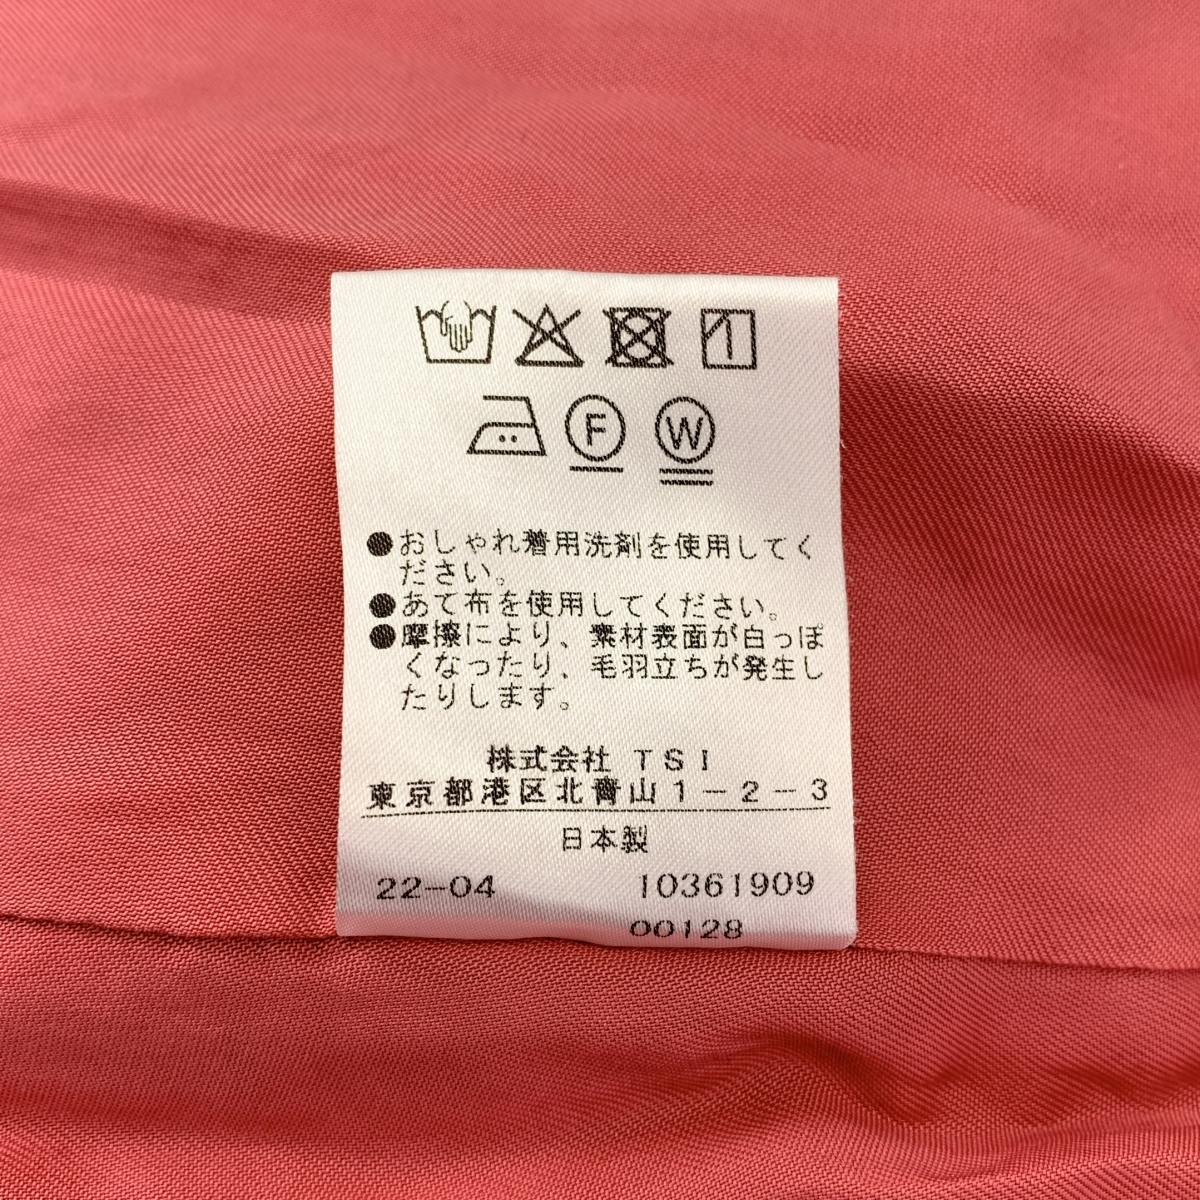 F W
●おしゃれ着用洗剤を使用してく
ださい。
●あて布を使用してください。
●摩擦により、素材表面が白っぽ
くなったり、毛羽立ちが発生し
たりします。
株式会社 TSI
東京都港区北青山1-2-3
日本製
22-04 10361909
00128